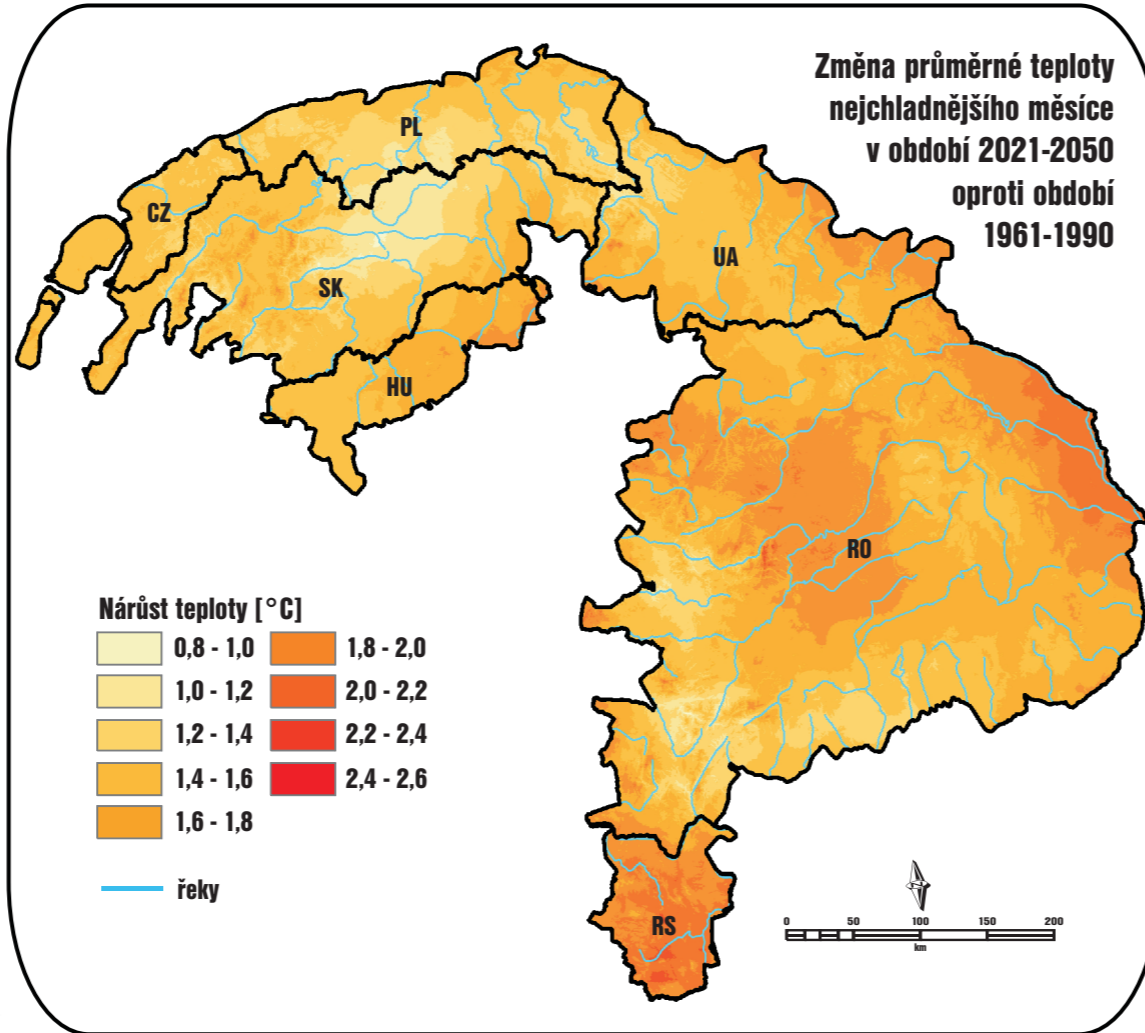 Změna průměrné teploty
nejchladnějšího měsíce
v období 2021-2050
oproti období
1961-1990
PL
CZ
UA
SK
HU
RO
RS
Nárůst teploty [°C]
0,8 - 1,0
1,0 - 1,2
1,2 - 1,4
1,4 - 1,6
1,6 - 1,8
1,8 - 2,0
2,0 - 2,2
2,2 - 2,4
2,4 - 2,6
řeky
0 50 100 150 200
km